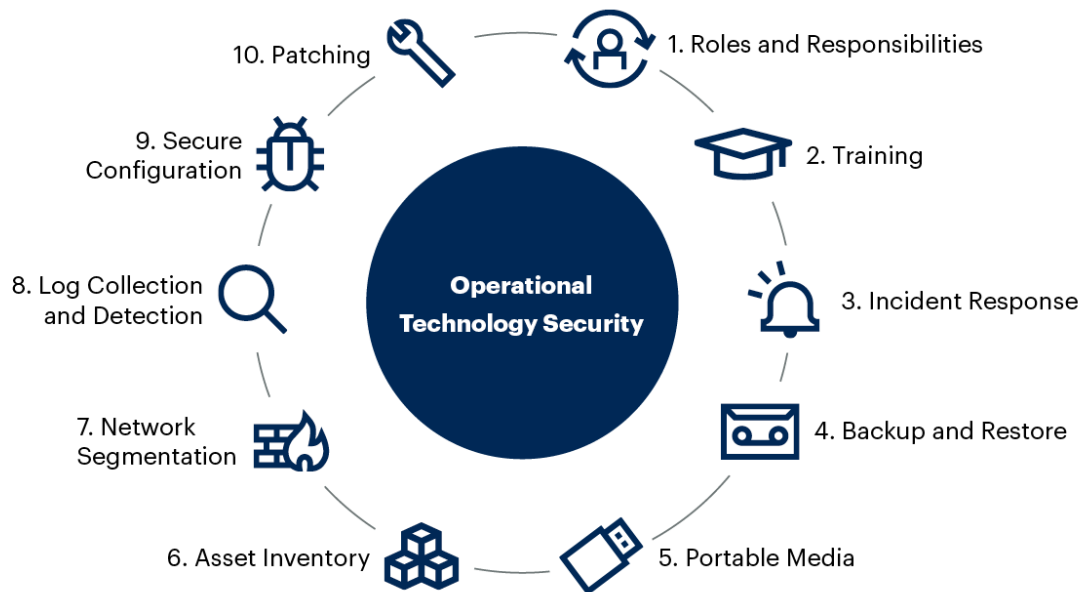 Operational
Technology Security
1. Roles and Responsibilities
2. Training
3. Incident Response
4. Backup and Restore
5. Portable Media
6. Asset Inventory
7. Network
Segmentation
8. Log Collection
and Detection
9. Secure
Configuration
10. Patching